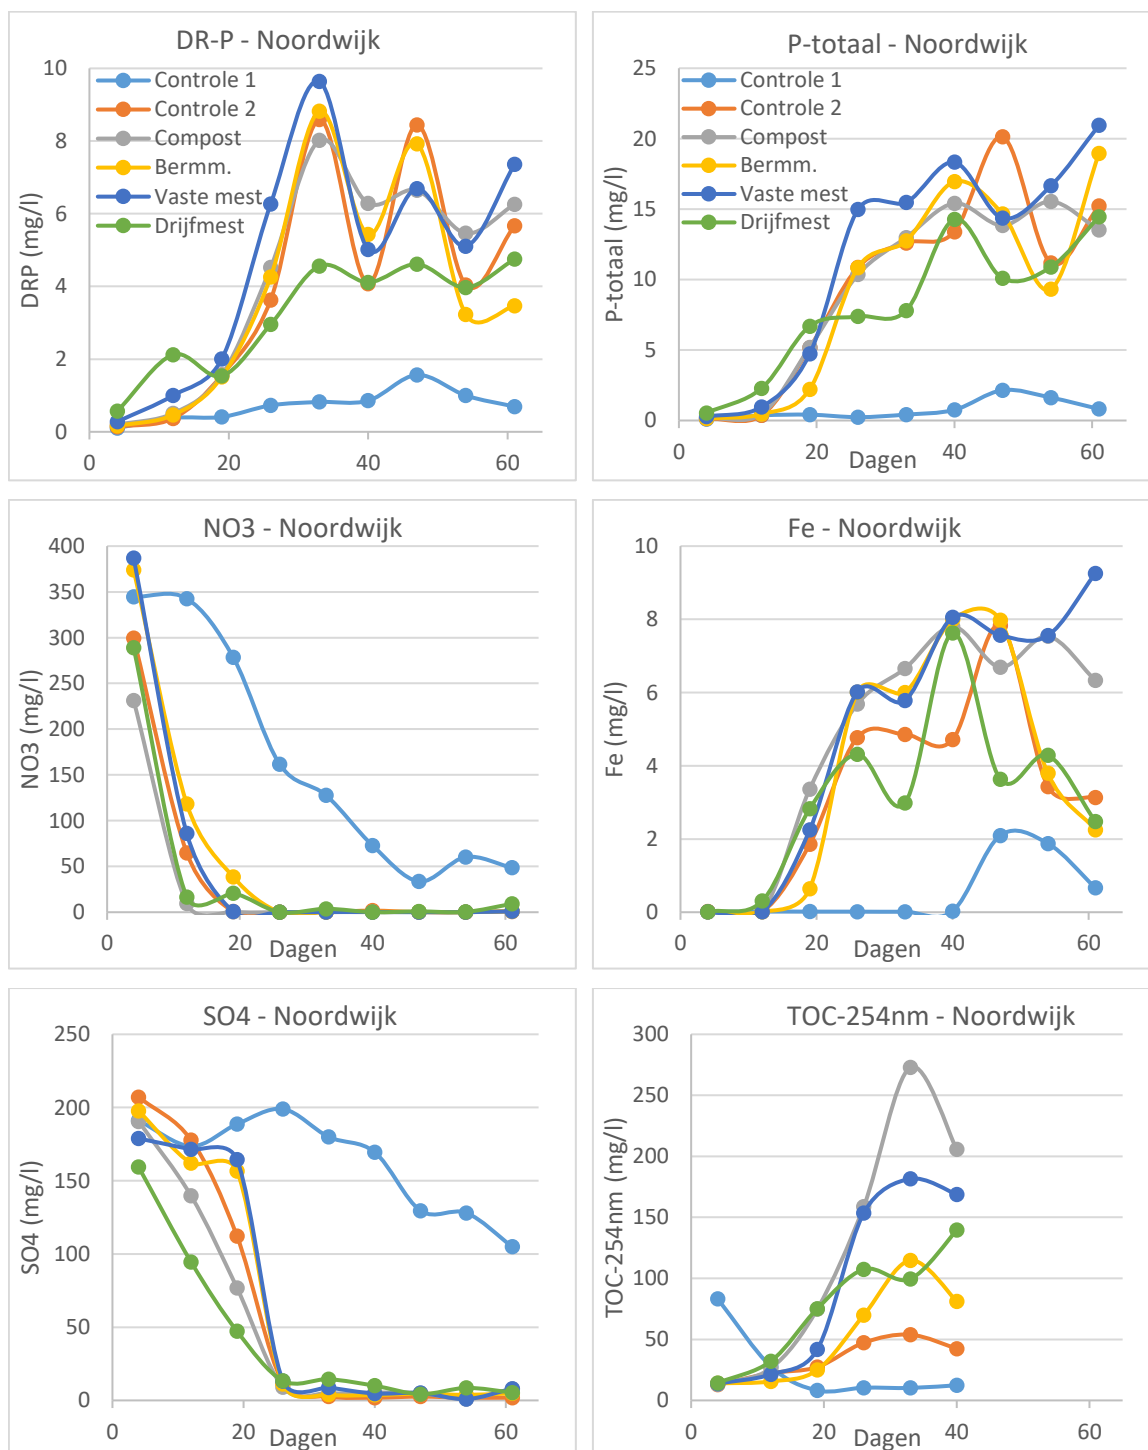 DR-P - Noordwijk
DRP (mg/l)
10
8
6
4
2
0
0 20 40 60
Controle 1
Controle 2
Compost
Bermm.
Vaste mest
Drijfmest
P-totaal - Noordwijk
P-totaal (mg/l)
25
20
15
10
5
0
0 20 40 60
Dagen
Controle 1
Controle 2
Compost
Bermm.
Vaste mest
Drijfmest
NO3 - Noordwijk
NO3 (mg/l)
400
350
300
250
200
150
100
50
0
0 20 40 60
Dagen
Fe - Noordwijk
Fe (mg/l)
10
8
6
4
2
0
0 20 40 60
Dagen
SO4 - Noordwijk
SO4 (mg/l)
250
200
150
100
50
0
0 20 40 60
Dagen
TOC-254nm - Noordwijk
TOC-254nm (mg/l)
300
250
200
150
100
50
0
0 20 40 60
Dagen